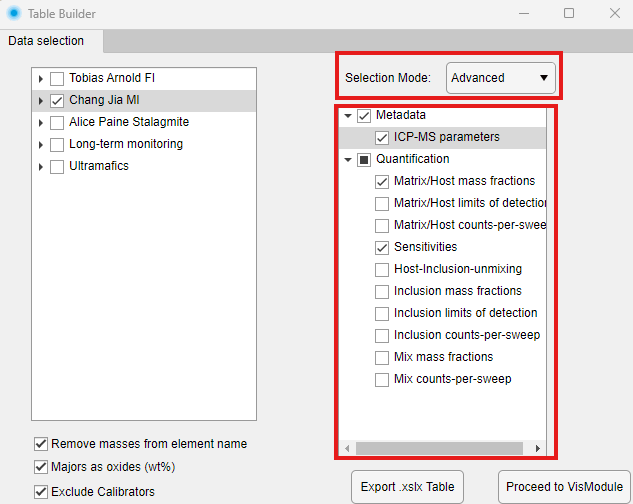 Table Builder
Data selection
Tobias Arnold FI
Chang Jia MI
Alice Paine Stalagmite
Long-term monitoring
Ultramafics
Remove masses from element name
Majors as oxides (wt%)
Exclude Calibrators
Selection Mode: Advanced
Metadata
ICP-MS parameters
Quantification
Matrix/Host mass fractions
Matrix/Host limits of detection
Matrix/Host counts-per-swee
Sensitivities
Host-Inclusion-unmixing
Inclusion mass fractions
Inclusion limits of detection
Inclusion counts-per-sweep
Mix mass fractions
Mix counts-per-sweep
Export .xslx Table
Proceed to VisModule